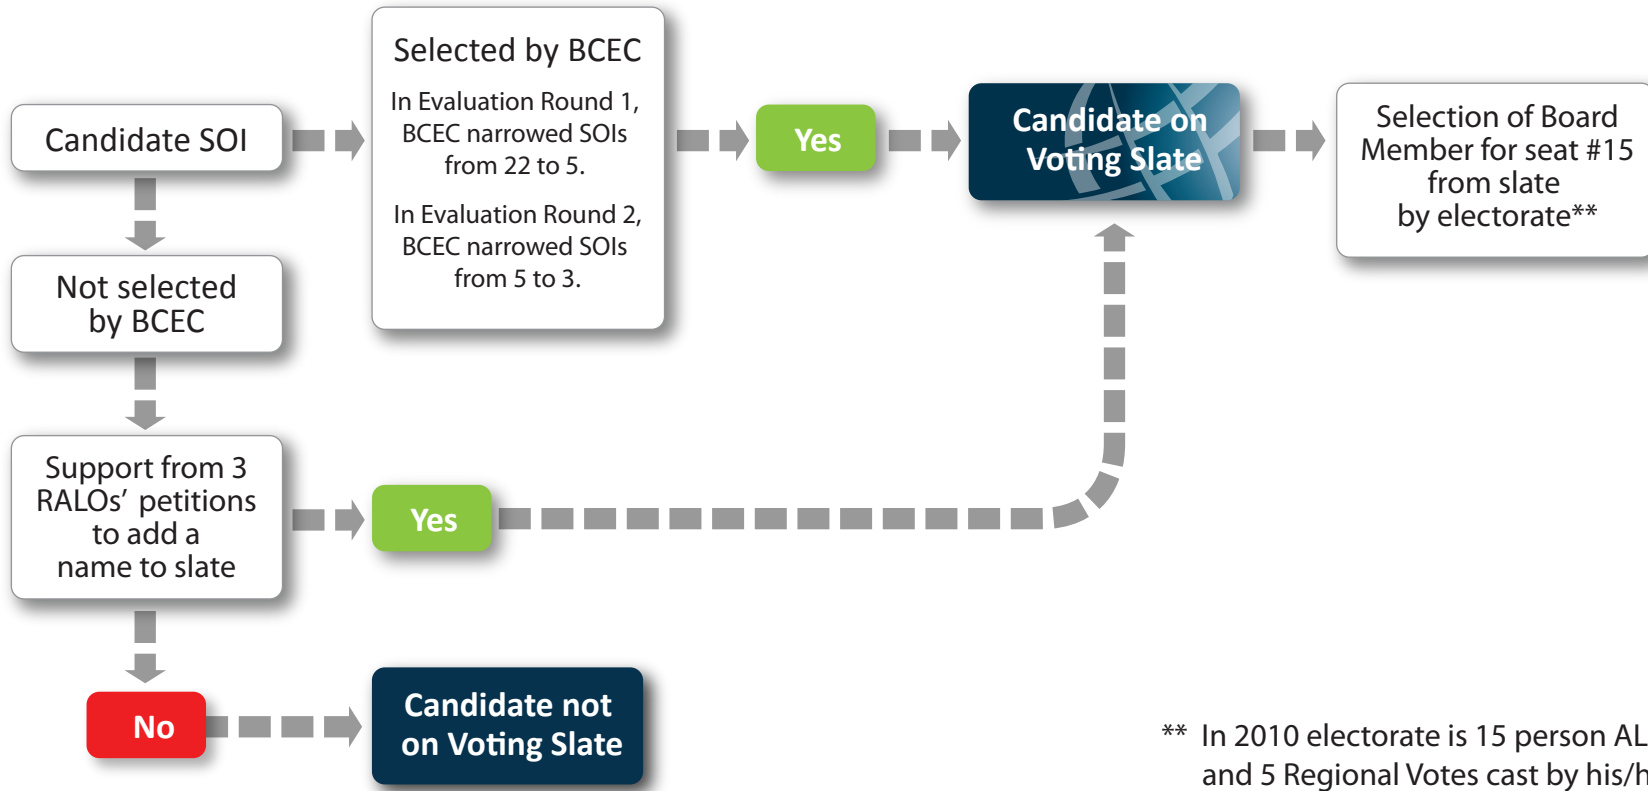 Candidate SOI
Selected by BCEC
In Evaluation Round 1,
BCEC narrowed SOIs
from 22 to 5.
In Evaluation Round 2,
BCEC narrowed SOIs
from 5 to 3.
Yes
Candidate on
Voting Slate
Selection of Board
Member for seat #15
from slate
by electorate**
Not selected
by BCEC
Support from 3
RALOs’ petitions
to add a
name to slate
Yes
No
Candidate not
on Voting Slate
** In 2010 electorate is 15 person AL
and 5 Regional Votes cast by his/h